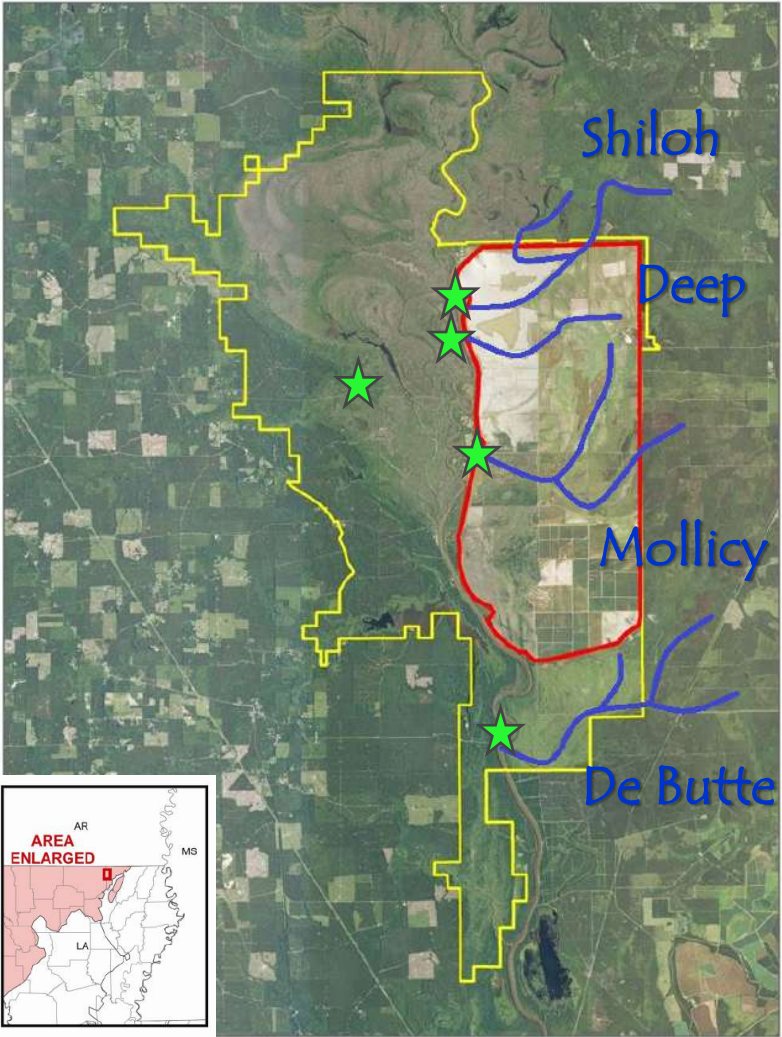 Shiloh
Deep
Mollicy
De Butte
AR
AREA
ENLARGED
MS
LA